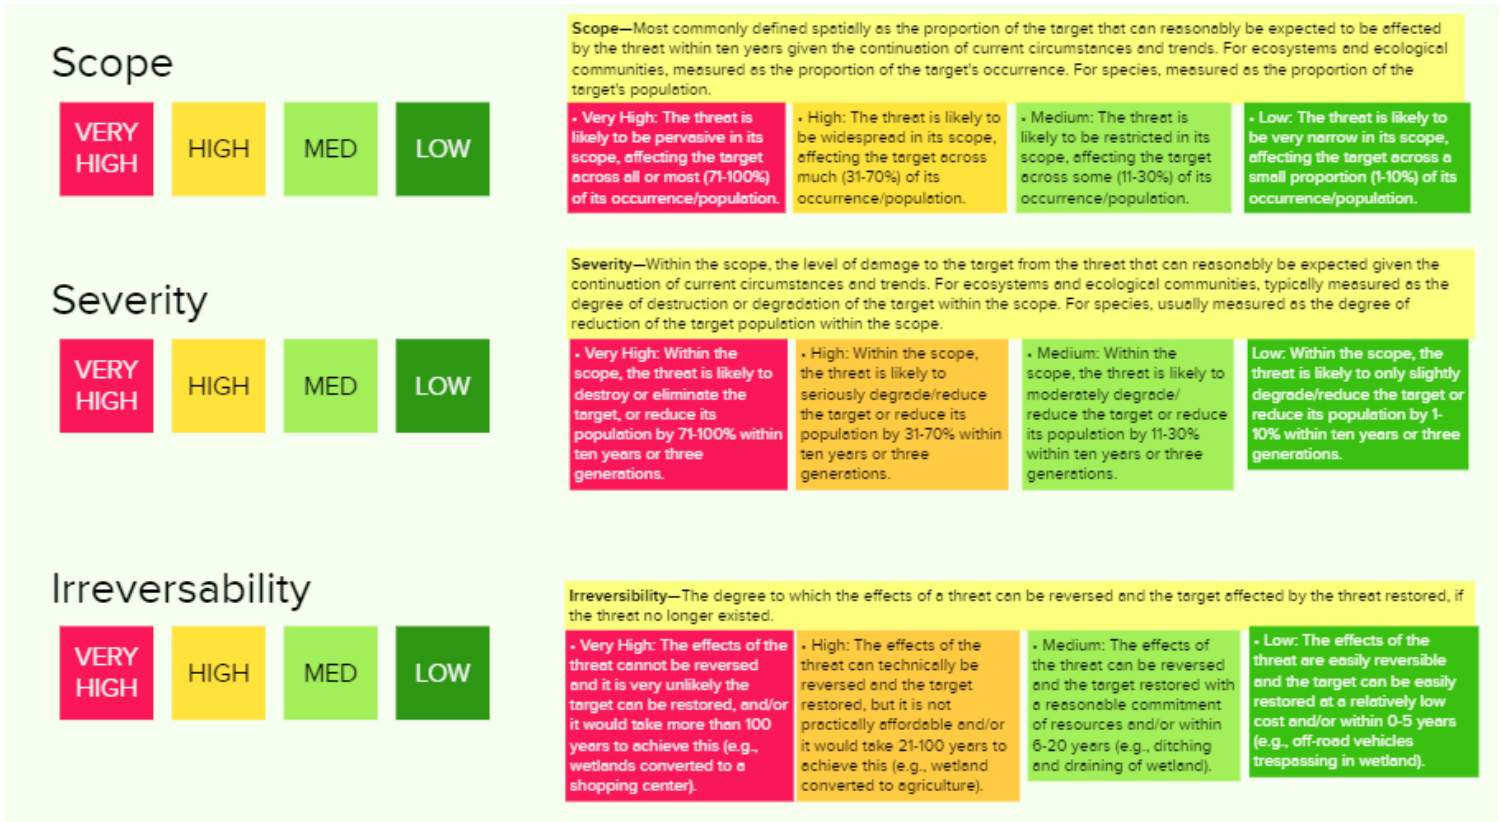 Scope
VERY
HIGH
HIGH
MED
LOW
Scope—Most commonly defined spatially as the proportion of the target that can reasonably be expected to be affected
by the threat within ten years given the continuation of current circumstances and trends. For ecosystems and ecological
communities, measured as the proportion of the target's occurrence. For species, measured as the proportion of the
target's population.
• Very High: The threat is
likely to be pervasive in its
scope, affecting the target
across all or most (71-100%)
of its occurrence/population.
• High: The threat is likely to
be widespread in its scope,
affecting the target across
much (31-70%) of its
occurrence/population.
• Medium: The threat is
likely to be restricted in its
scope, affecting the target
across some (11-30%) of its
occurrence/population.
• Low: The threat is likely to
be very narrow in its scope,
affecting the target across a
small proportion (1-10%) of its
occurrence/population.
Severity
VERY
HIGH
HIGH
MED
LOW
Severity—Within the scope, the level of damage to the target from the threat that can reasonably be expected given the
continuation of current circumstances and trends. For ecosystems and ecological communities, typically measured as the
degree of destruction or degradation of the target within the scope. For species, usually measured as the degree of
reduction of the target population within the scope.
• Very High: Within the
scope, the threat is likely to
destroy or eliminate the
target, or reduce its
population by 71-100% within
ten years or three
generations.
• High: Within the scope,
the threat is likely to
seriously degrade/reduce
the target or reduce its
population by 31-70% within
ten years or three
generations.
• Medium: Within the
scope, the threat is likely to
moderately degrade/
reduce the target or reduce
its population by 11-30%
within ten years or three
generations.
Low: Within the scope, the
threat is likely to only slightly
degrade/reduce the target or
reduce its population by 1-
10% within ten years or three
generations.
Irreversability
VERY
HIGH
HIGH
MED
LOW
Irreversibility—The degree to which the effects of a threat can be reversed and the target affected by the threat restored, if
the threat no longer existed.
• Very High: The effects of the
threat cannot be reversed
and it is very unlikely the
target can be restored, and/or
it would take more than 100
years to achieve this (e.g.,
wetlands converted to a
shopping center).
• High: The effects of the
threat can technically be
reversed and the target
restored, but it is not
practically affordable and/or
it would take 21-100 years to
achieve this (e.g., wetland
converted to agriculture).
• Medium: The effects of
the threat can be reversed
and the target restored with
a reasonable commitment
of resources and/or within
6-20 years (e.g., ditching
and draining of wetland).
• Low: The effects of the
threat are easily reversible
and the target can be easily
restored at a relatively low
cost and/or within 0-5 years
(e.g., off-road vehicles
trespassing in wetland).